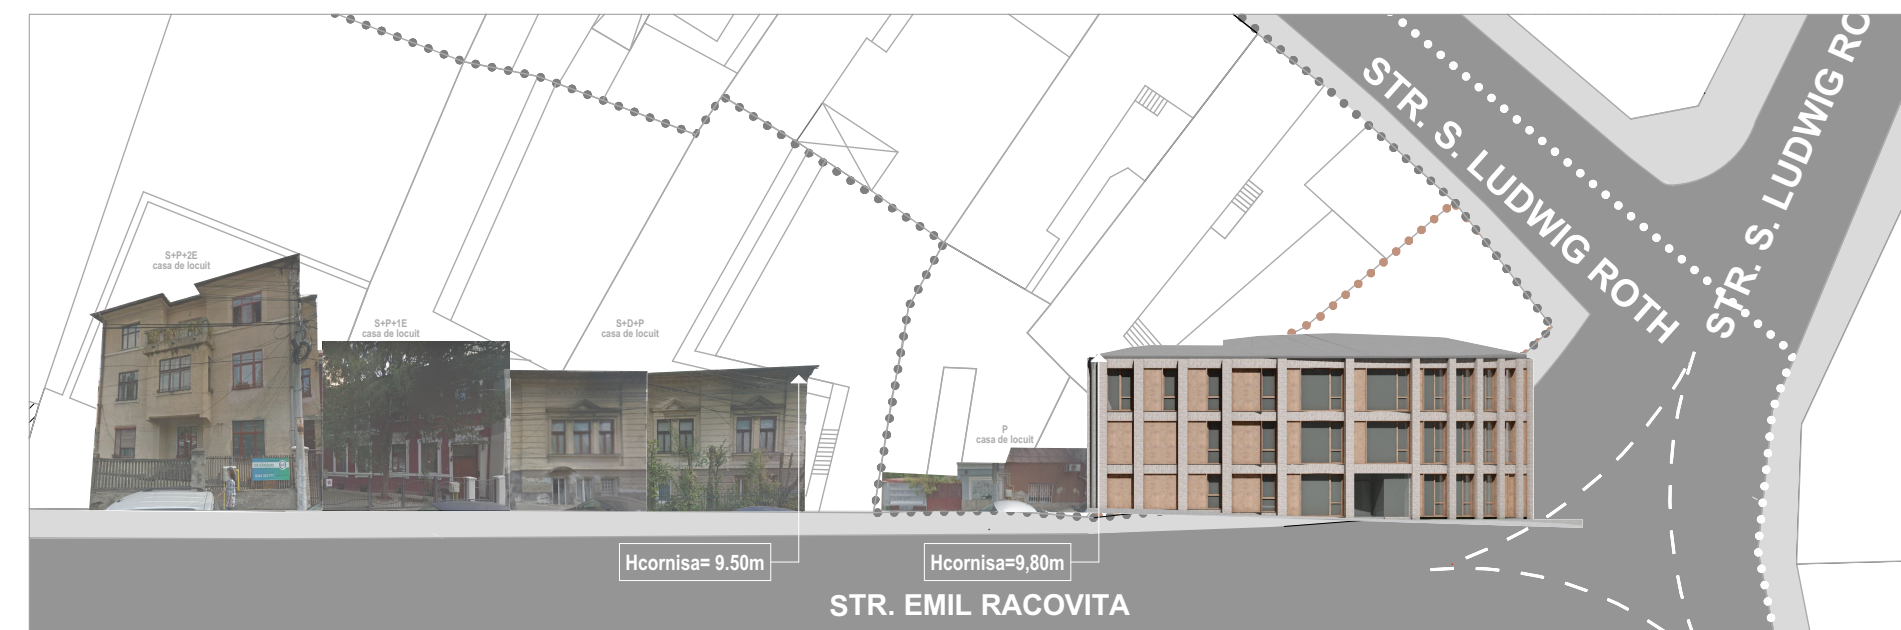 STR. S. LUDWIG ROTH
STR. S. LUDWIG RO
S+P+2E
casa de locuit
S+P+1E
casa de locuit
S+D+P
casa de locuit
P
casa de locuit
Hcornisa= 9.50m
Hcornisa=9,80m
STR. EMIL RACOVITA